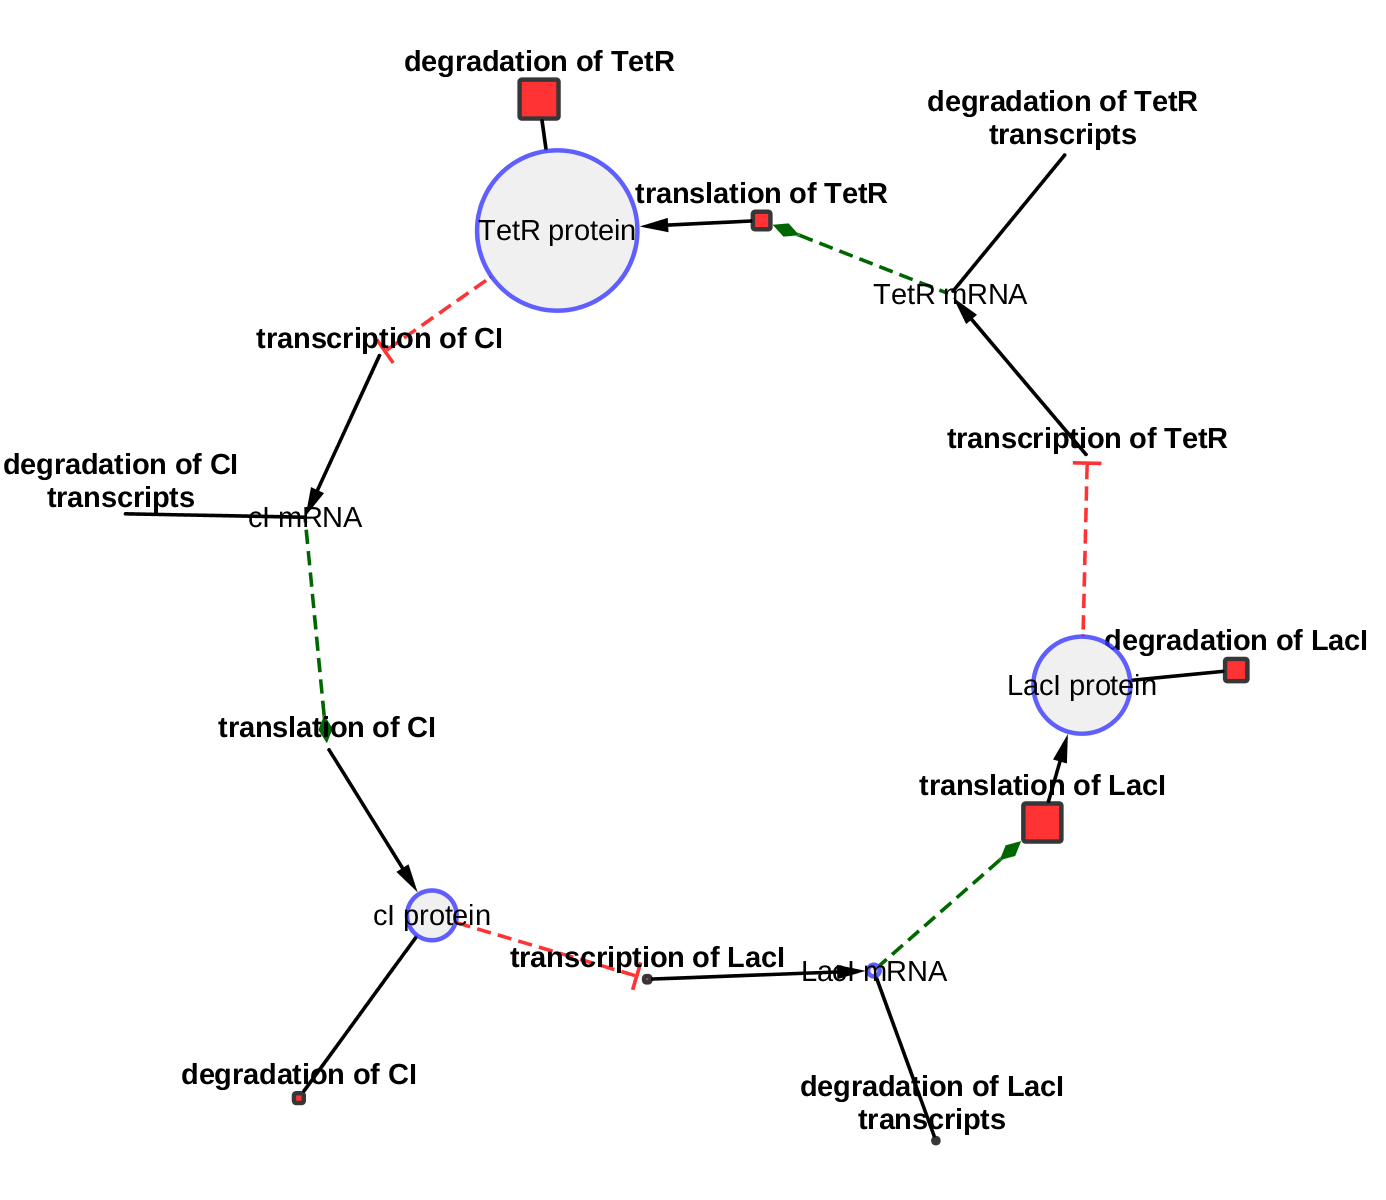 degradation of TetR
degradation of TetR
transcripts
translation of TetR
TetR protein
TetR mRNA
transcription of CI
transcription of TetR
degradation of CI
transcripts
cI mRNA
degradation of LacI
LacI protein
translation of CI
translation of LacI
cI protein
transcription of LacI
LacI mRNA
degradation of CI
degradation of LacI
transcripts